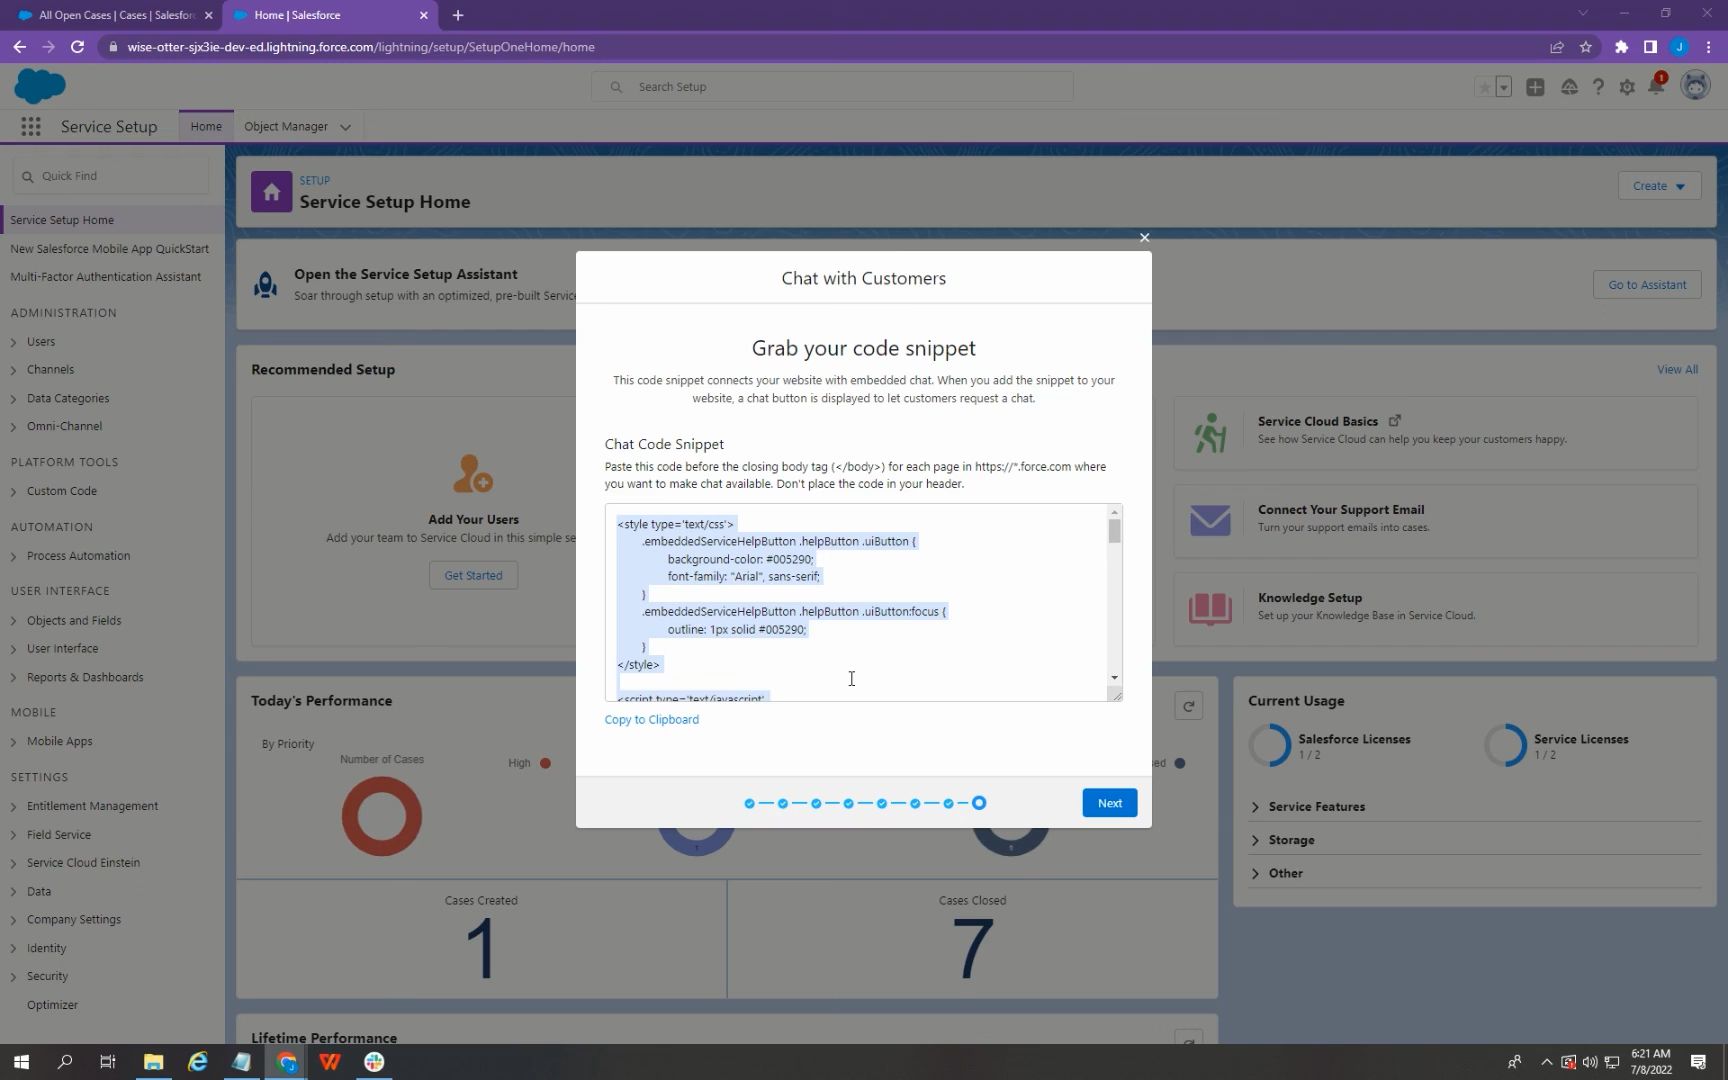 All Open Cases | Cases | Salesfor
Home | Salesforce
wise-otter-sjx3ie-dev-ed.lightning.force.com/lightning/setup/SetupOneHome/home
J
Search Setup
1
Service Setup
Home
Object Manager
Quick Find
Service Setup Home
New Salesforce Mobile App QuickStart
Multi-Factor Authentication Assistant
ADMINISTRATION
Users
Channels
Data Categories
Omni-Channel
PLATFORM TOOLS
Custom Code
AUTOMATION
Process Automation
USER INTERFACE
Objects and Fields
User Interface
Reports & Dashboards
MOBILE
Mobile Apps
SETTINGS
Entitlement Management
Field Service
Service Cloud Einstein
Data
Company Settings
Identity
Security
Optimizer
SETUP
Service Setup Home
Create
Open the Service Setup Assistant
Soar through setup with an optimized, pre-built Service
Go to Assistant
Recommended Setup
View All
Add Your Users
Add your team to Service Cloud in this simple se
Get Started
Service Cloud Basics
See how Service Cloud can help you keep your customers happy.
Connect Your Support Email
Turn your support emails into cases.
Knowledge Setup
Set up your Knowledge Base in Service Cloud.
Chat with Customers
Grab your code snippet
This code snippet connects your website with embedded chat. When you add the snippet to your
website, a chat button is displayed to let customers request a chat.
Chat Code Snippet
Paste this code before the closing body tag (</body>) for each page in https://*.force.com where
you want to make chat available. Don't place the code in your header.
<style type='text/css'>
.embeddedServiceHelpButton .helpButton .uiButton {
background-color: #005290;
font-family: "Arial", sans-serif;
}
.embeddedServiceHelpButton .helpButton .uiButton:focus {
outline: 1px solid #005290;
}
</style>
<script type='text/javascript'
Copy to Clipboard
Next
Today's Performance
By Priority
Number of Cases
High
sed
1
Cases Created
1
Cases Closed
7
Lifetime Performance
Current Usage
Salesforce Licenses
1 / 2
Service Licenses
1 / 2
Service Features
Storage
Other
6:21 AM
7/8/2022